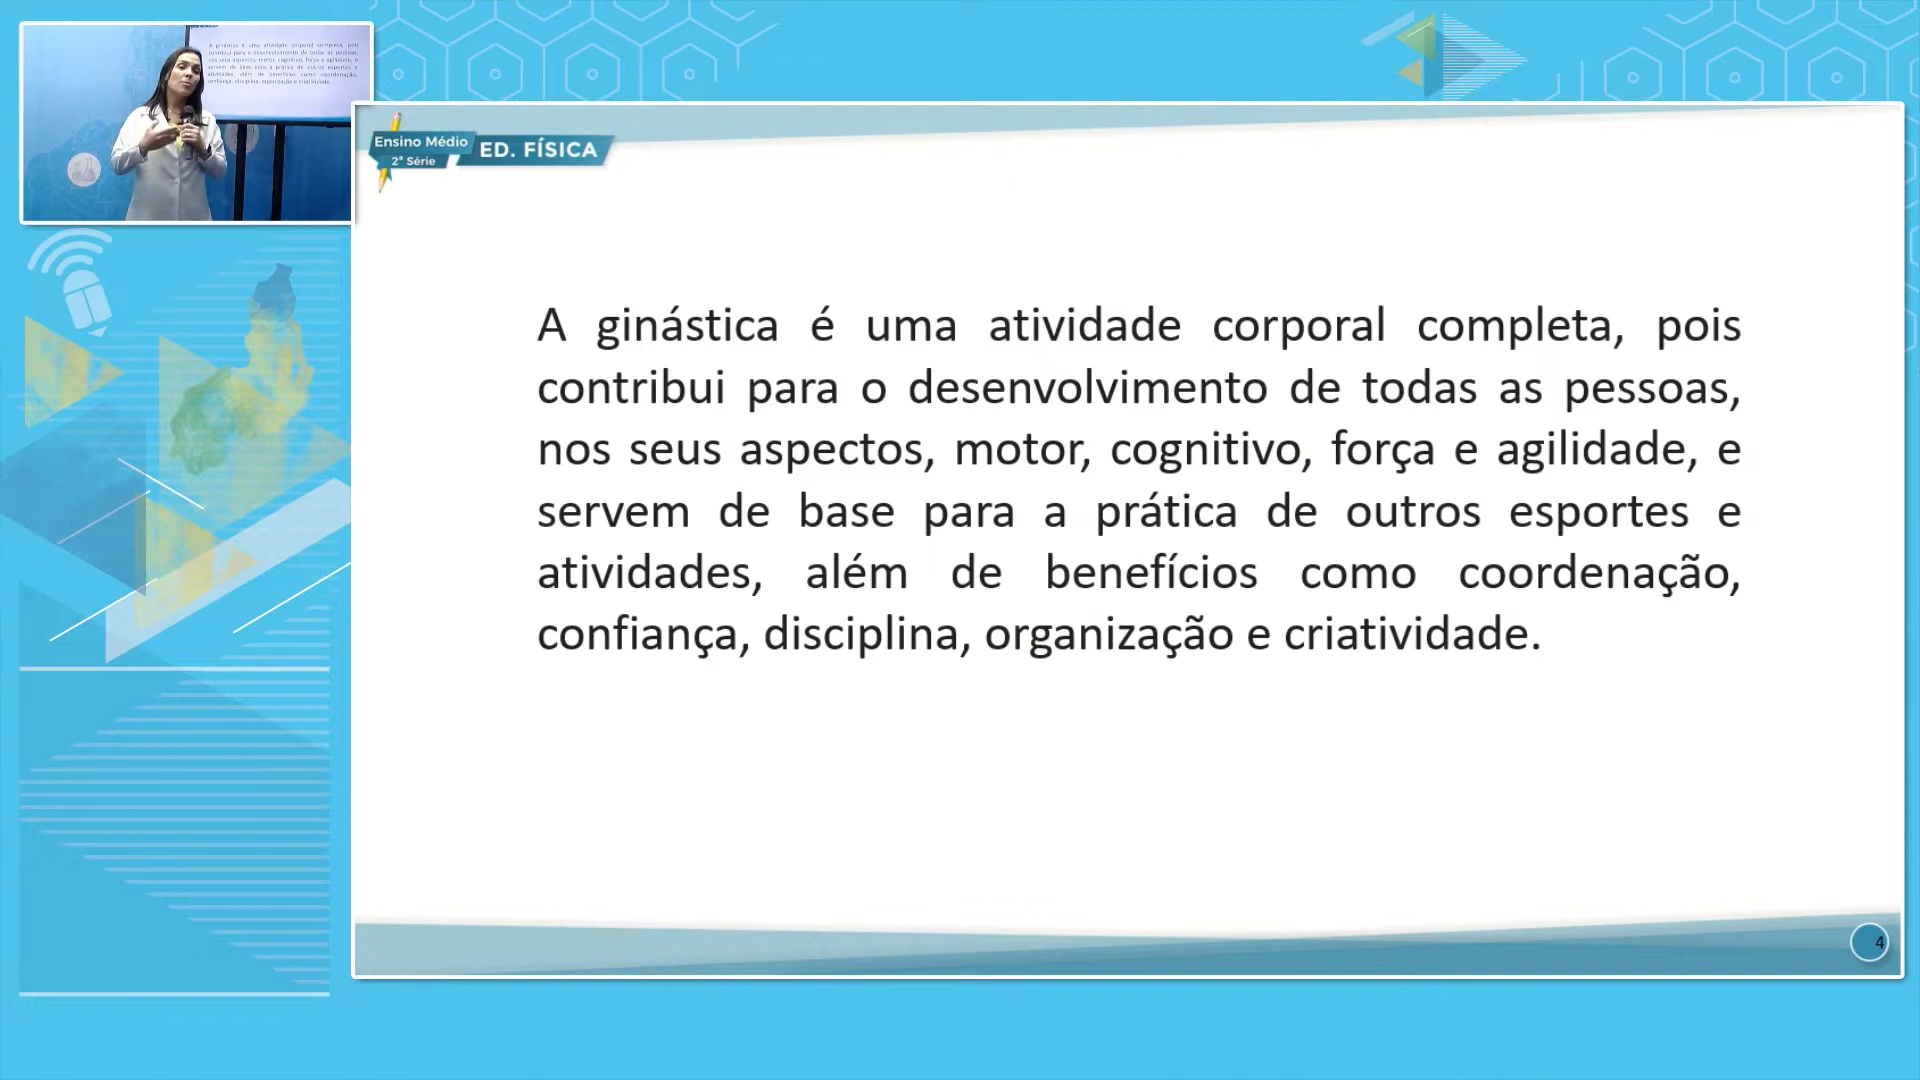 Ensino Médio
2ª Série
ED. FÍSICA
A ginástica é uma atividade corporal completa, pois
contribui para o desenvolvimento de todas as pessoas,
nos seus aspectos, motor, cognitivo, força e agilidade, e
servem de base para a prática de outros esportes e
atividades, além de benefícios como coordenação,
confiança, disciplina, organização e criatividade.
4